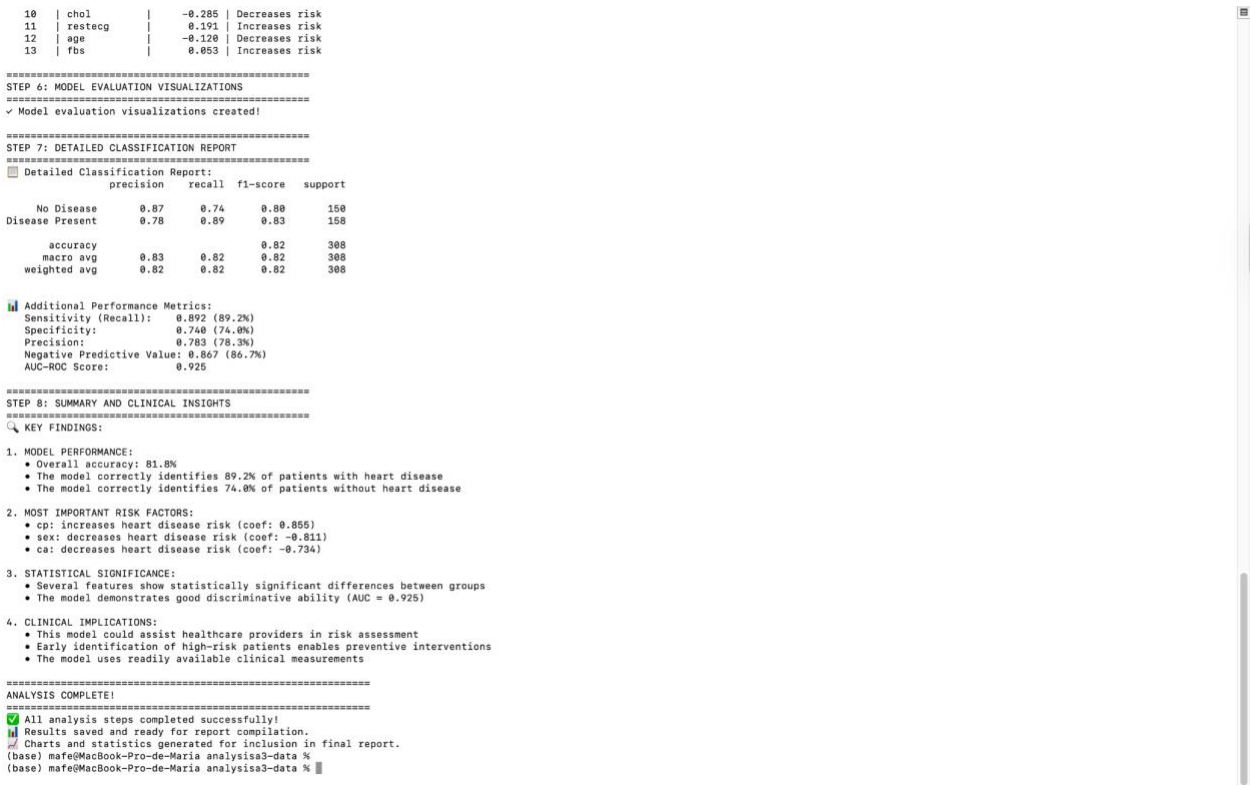 10 | chol | -0.285 | Decreases risk
11 | restecg | 0.191 | Increases risk
12 | age | -0.120 | Decreases risk
13 | fbs | 0.053 | Increases risk
==================================================
STEP 6: MODEL EVALUATION VISUALIZATIONS
==================================================
✓ Model evaluation visualizations created!
==================================================
STEP 7: DETAILED CLASSIFICATION REPORT
==================================================
📋 Detailed Classification Report:
precision recall f1-score support
No Disease 0.87 0.74 0.80 150
Disease Present 0.78 0.89 0.83 158
accuracy 0.82 308
macro avg 0.83 0.82 0.82 308
weighted avg 0.82 0.82 0.82 308
📊 Additional Performance Metrics:
Sensitivity (Recall): 0.892 (89.2%)
Specificity: 0.740 (74.0%)
Precision: 0.783 (78.3%)
Negative Predictive Value: 0.867 (86.7%)
AUC-ROC Score: 0.925
==================================================
STEP 8: SUMMARY AND CLINICAL INSIGHTS
==================================================
🔍 KEY FINDINGS:
1. MODEL PERFORMANCE:
• Overall accuracy: 81.8%
• The model correctly identifies 89.2% of patients with heart disease
• The model correctly identifies 74.0% of patients without heart disease
2. MOST IMPORTANT RISK FACTORS:
• cp: increases heart disease risk (coef: 0.855)
• sex: decreases heart disease risk (coef: -0.811)
• ca: decreases heart disease risk (coef: -0.734)
3. STATISTICAL SIGNIFICANCE:
• Several features show statistically significant differences between groups
• The model demonstrates good discriminative ability (AUC = 0.925)
4. CLINICAL IMPLICATIONS:
• This model could assist healthcare providers in risk assessment
• Early identification of high-risk patients enables preventive interventions
• The model uses readily available clinical measurements
============================================================
ANALYSIS COMPLETE!
============================================================
✅ All analysis steps completed successfully!
📊 Results saved and ready for report compilation.
📈 Charts and statistics generated for inclusion in final report.
(base) mafe@MacBook-Pro-de-Maria analysisa3-data %
(base) mafe@MacBook-Pro-de-Maria analysisa3-data %